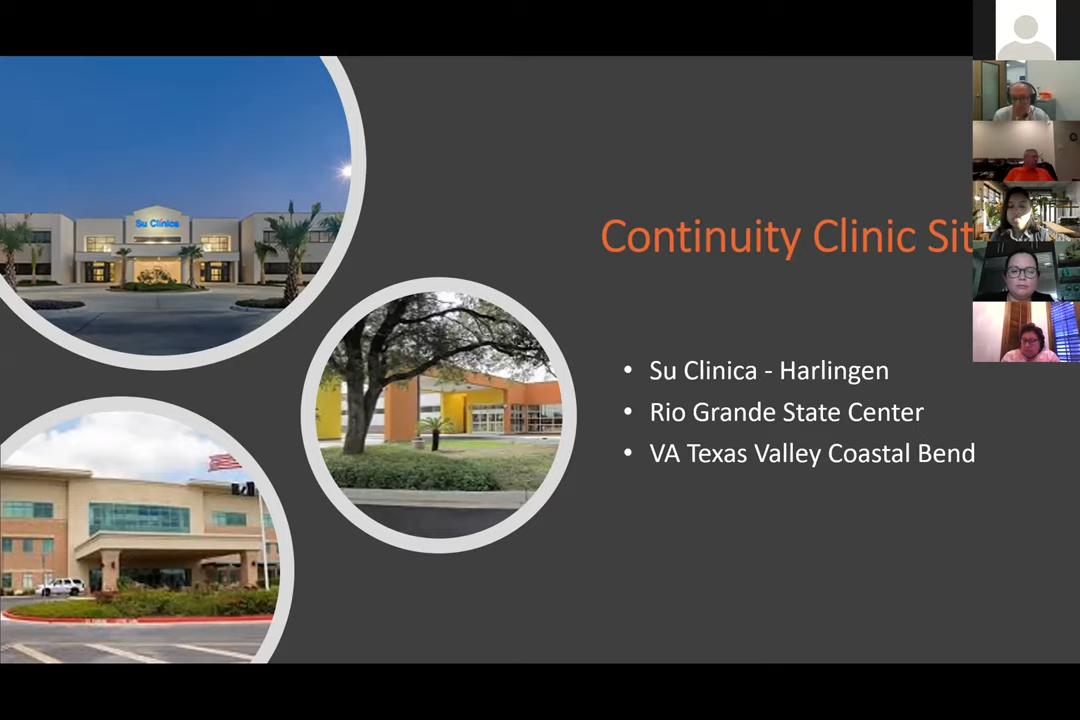 Su Clinica
Continuity Clinic Sit
• Su Clinica - Harlingen
• Rio Grande State Center
• VA Texas Valley Coastal Bend